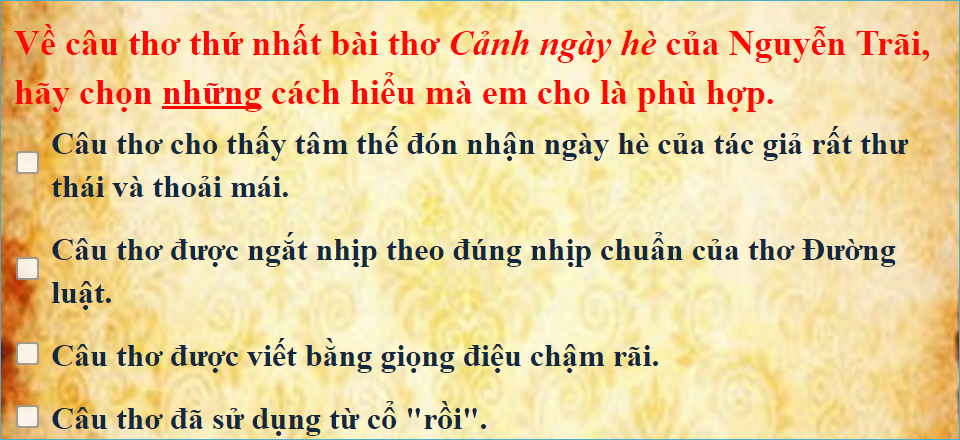 Về câu thơ thứ nhất bài thơ Cảnh ngày hè của Nguyễn Trãi,
hãy chọn những cách hiểu mà em cho là phù hợp.
Câu thơ cho thấy tâm thế đón nhận ngày hè của tác giả rất thư
thái và thoải mái.
Câu thơ được ngắt nhịp theo đúng nhịp chuẩn của thơ Đường
luật.
Câu thơ được viết bằng giọng điệu chậm rãi.
Câu thơ đã sử dụng từ cổ "rồi".